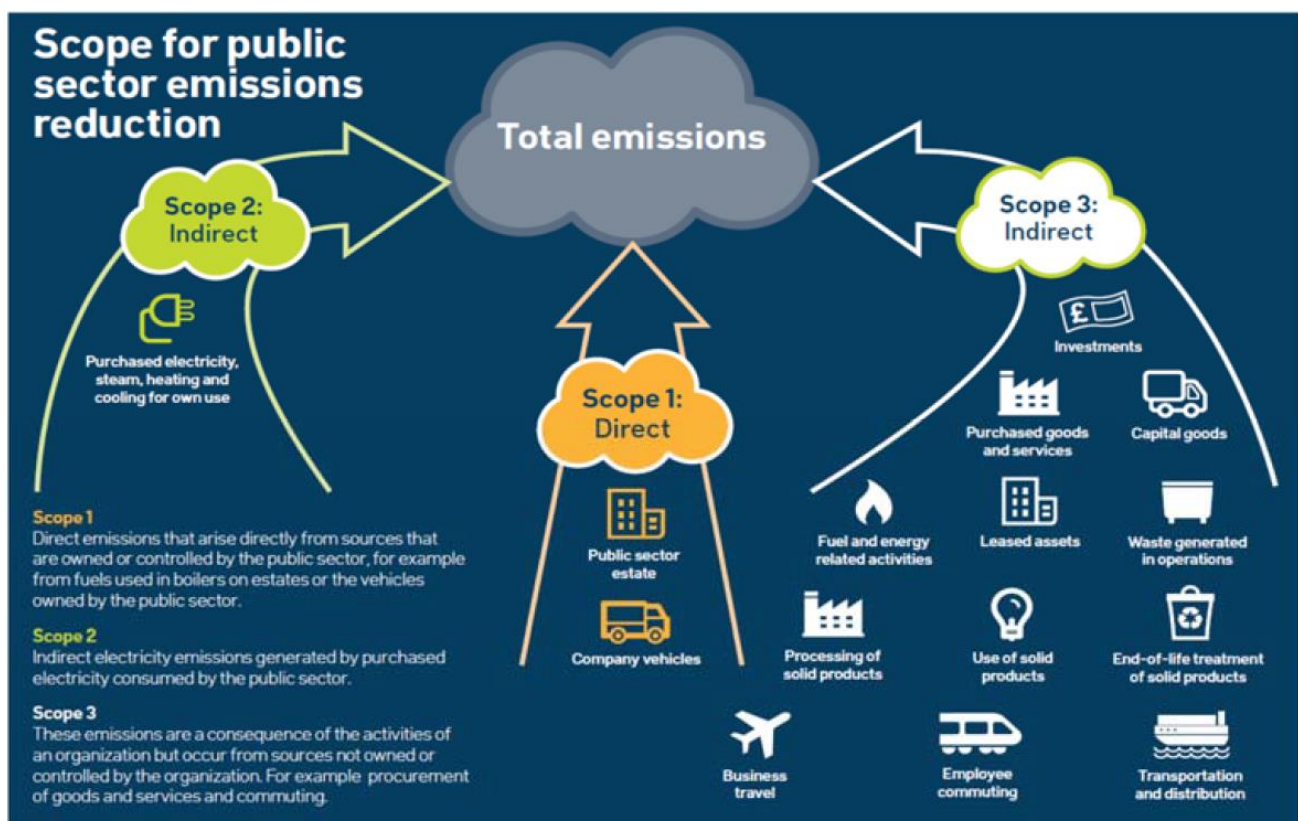 Scope for public
sector emissions
reduction
Total emissions
Scope 2:
Indirect
Purchased electricity,
steam, heating and
cooling for own use
Scope 1:
Direct
Public sector
estate
Company vehicles
Scope 3:
Indirect
£
Investments
Purchased goods
and services
Capital goods
Fuel and energy
related activities
Leased assets
Waste generated
in operations
Processing of
solid products
Use of solid
products
End-of-life treatment
of solid products
Business
travel
Employee
commuting
Transportation
and distribution
Scope 1
Direct emissions that arise directly from sources that
are owned or controlled by the public sector, for example
from fuels used in boilers on estates or the vehicles
owned by the public sector.
Scope 2
Indirect electricity emissions generated by purchased
electricity consumed by the public sector.
Scope 3
These emissions are a consequence of the activities of
an organization but occur from sources not owned or
controlled by the organization. For example procurement
of goods and services and commuting.